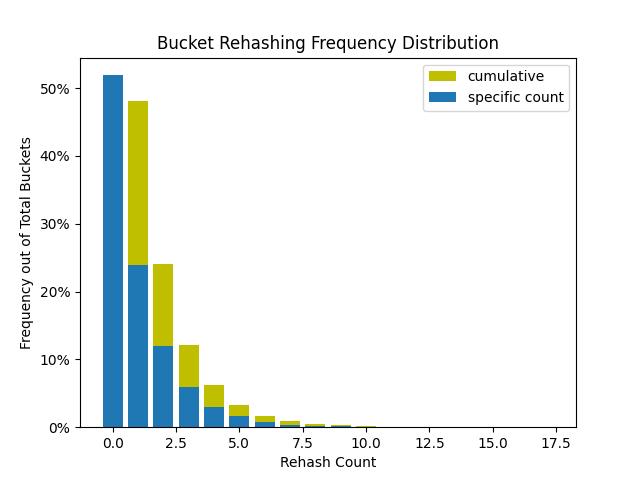 Bucket Rehashing Frequency Distribution
cumulative
specific count
Frequency out of Total Buckets
50%
40%
30%
20%
10%
0%
0.0 2.5 5.0 7.5 10.0 12.5 15.0 17.5
Rehash Count